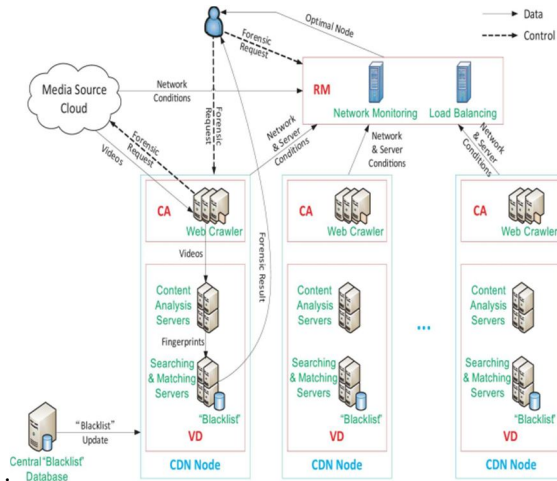 Optimal Node
Data
Control
Forensic
Request
Media Source
Cloud
Network
Conditions
RM
Network Monitoring
Load Balancing
Forensic
Request
Videos
Forensic
Request
Network
& Server
Conditions
Network
& Server
Conditions
Network
& Server
Conditions
CA
Web Crawler
CA
Web Crawler
CA
Web Crawler
Videos
Forensic Result
Content
Analysis
Servers
Content
Analysis
Servers
Content
Analysis
Servers
...
Fingerprints
Searching
& Matching
Servers
Searching
& Matching
Servers
Searching
& Matching
Servers
"Blacklist"
"Blacklist"
"Blacklist"
"Blacklist"
Update
VD
VD
VD
Central "Blacklist"
Database
CDN Node
CDN Node
CDN Node